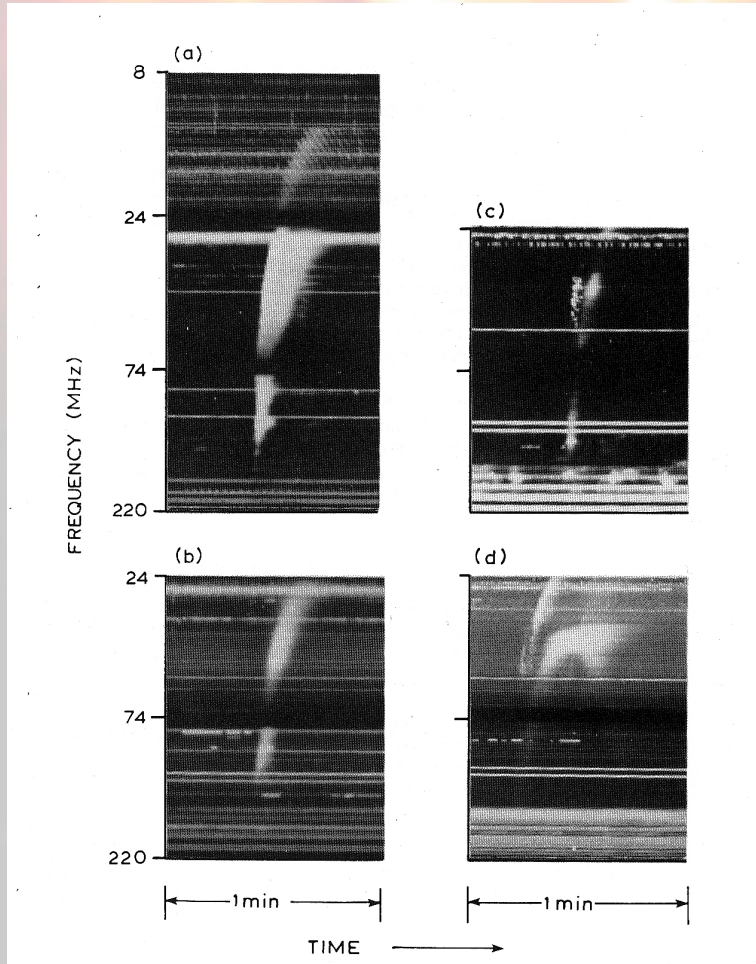 (a)
8
24
74
220
(c)
FREQUENCY (MHz)
(b)
24
74
220
(d)
1 min
1 min
TIME